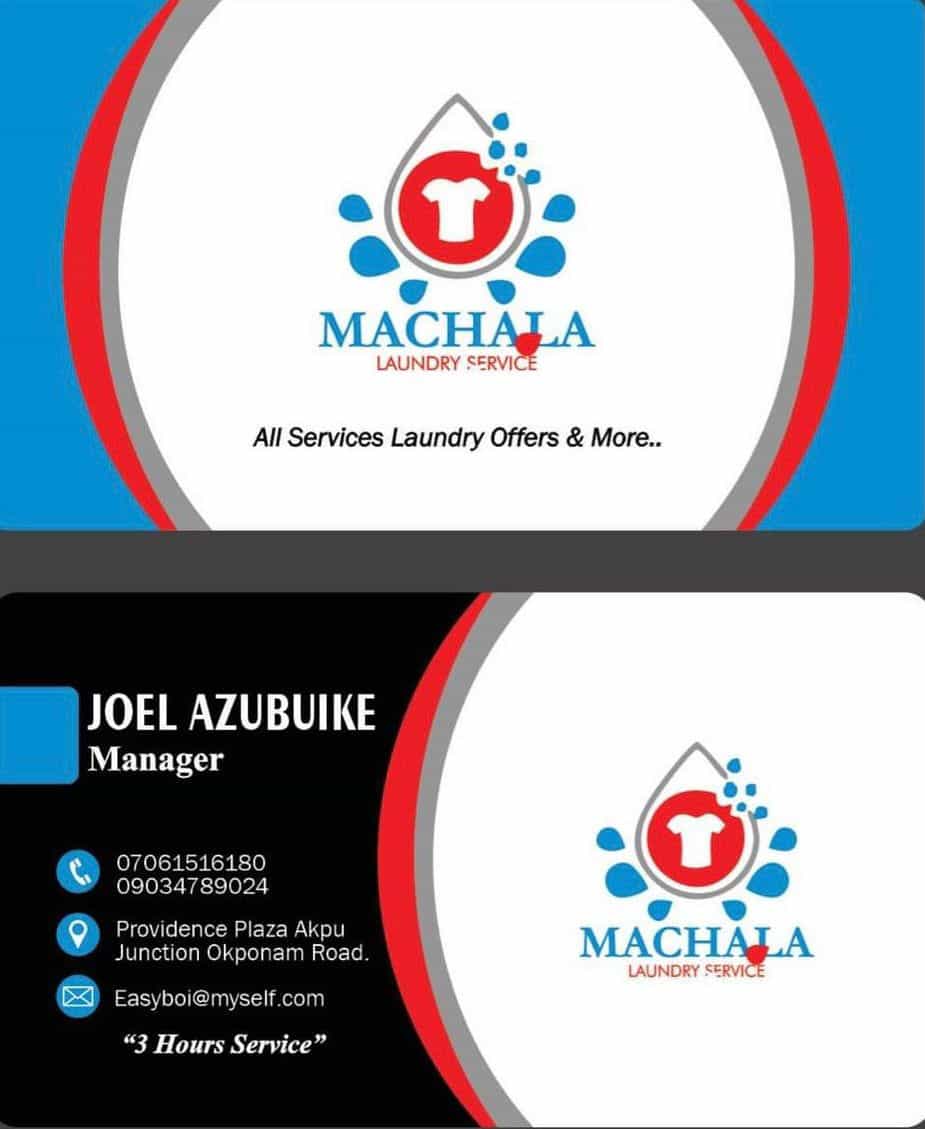 MACHALA
LAUNDRY SERVICE
All Services Laundry Offers & More..
JOEL AZUBUIKE
Manager
07061516180
09034789024
Providence Plaza Akpu
Junction Okponam Road.
Easyboi@myself.com
“3 Hours Service”
MACHALA
LAUNDRY SERVICE